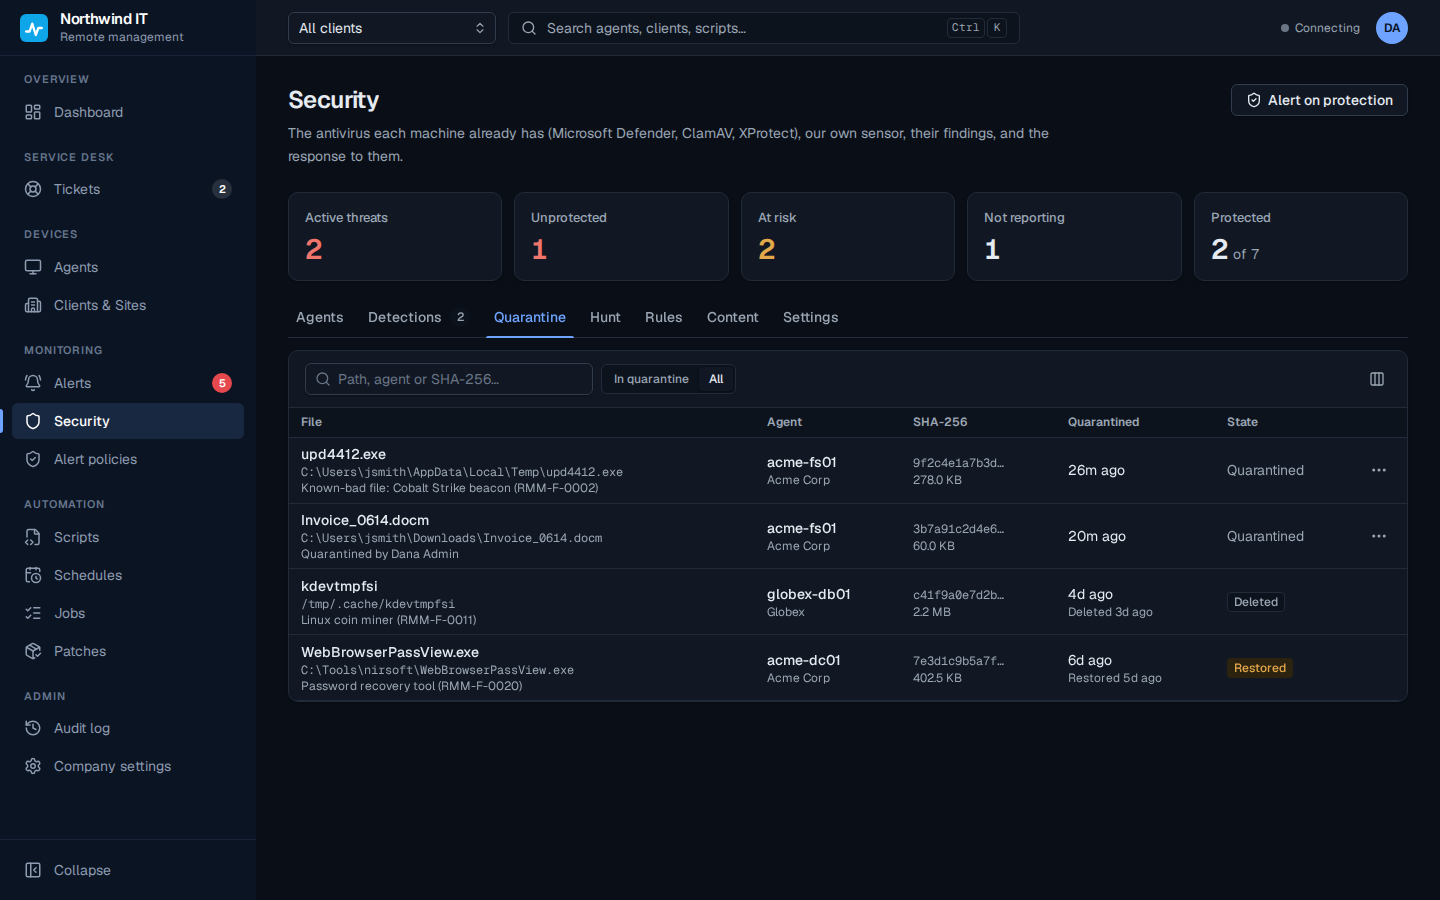 Northwind IT
Remote management
All clients
Search agents, clients, scripts...
Ctrl K
Connecting
DA
OVERVIEW
Dashboard
SERVICE DESK
Tickets 2
DEVICES
Agents
Clients & Sites
MONITORING
Alerts 5
Security
Alert policies
AUTOMATION
Scripts
Schedules
Jobs
Patches
ADMIN
Audit log
Company settings
Collapse
Security
Alert on protection
The antivirus each machine already has (Microsoft Defender, ClamAV, XProtect), our own sensor, their findings, and the
response to them.
Active threats
2
Unprotected
1
At risk
2
Not reporting
1
Protected
2 of 7
Agents Detections 2 Quarantine Hunt Rules Content Settings
Path, agent or SHA-256...
In quarantine All
File Agent SHA-256 Quarantined State
upd4412.exe
C:\Users\jsmith\AppData\Local\Temp\upd4412.exe
Known-bad file: Cobalt Strike beacon (RMM-F-0002)
acme-fs01
Acme Corp
9f2c4e1a7b3d…
278.0 KB
26m ago
Quarantined
Invoice_0614.docm
C:\Users\jsmith\Downloads\Invoice_0614.docm
Quarantined by Dana Admin
acme-fs01
Acme Corp
3b7a91c2d4e6…
60.0 KB
20m ago
Quarantined
kdevtmpfsi
/tmp/.cache/kdevtmpfsi
Linux coin miner (RMM-F-0011)
globex-db01
Globex
c41f9a0e7d2b…
2.2 MB
4d ago
Deleted 3d ago
Deleted
WebBrowserPassView.exe
C:\Tools\nirsoft\WebBrowserPassView.exe
Password recovery tool (RMM-F-0020)
acme-dc01
Acme Corp
7e3d1c9b5a7f…
402.5 KB
6d ago
Restored 5d ago
Restored